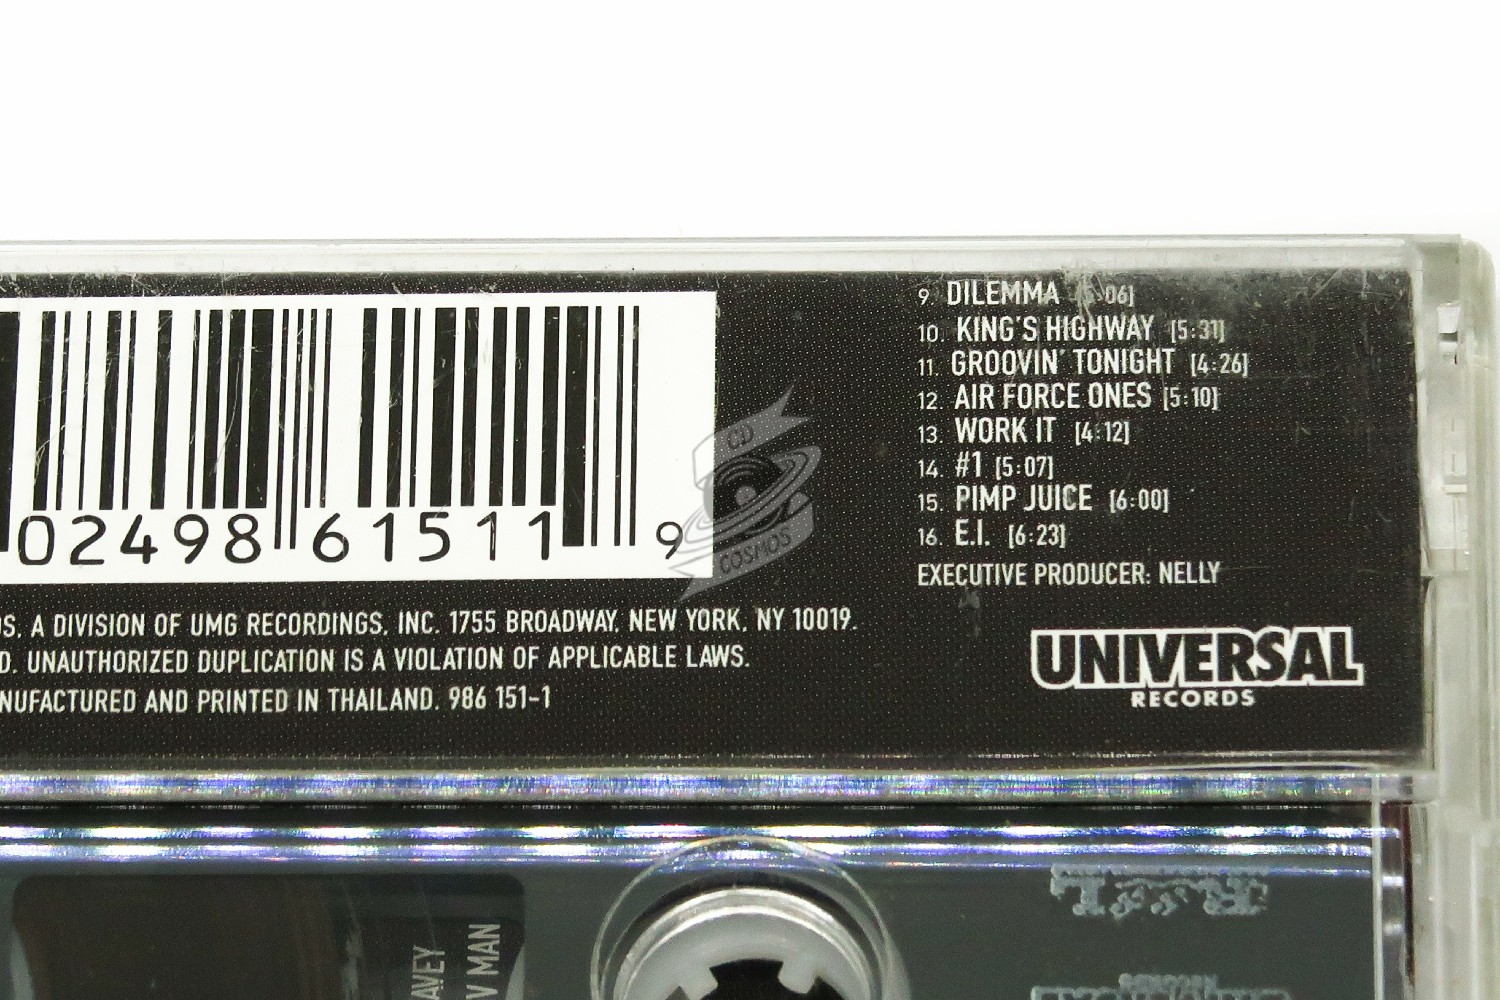 02498 61511 9
OS, A DIVISION OF UMG RECORDINGS, INC. 1755 BROADWAY, NEW YORK, NY 10019.
D. UNAUTHORIZED DUPLICATION IS A VIOLATION OF APPLICABLE LAWS.
NUFACTURED AND PRINTED IN THAILAND. 986 151-1
9 DILEMMA
10. KING'S HIGHWAY [5:31]
11. GROOVIN' TONIGHT [4:26]
12. AIR FORCE ONES [5:10]
13. WORK IT [4:12]
14. #1 [5:07]
15. PIMP JUICE [6:00]
16. E.I. [6:23]
EXECUTIVE PRODUCER: NELLY
UNIVERSAL
RECORDS
CD
COSMOS
AVEY
V MAN